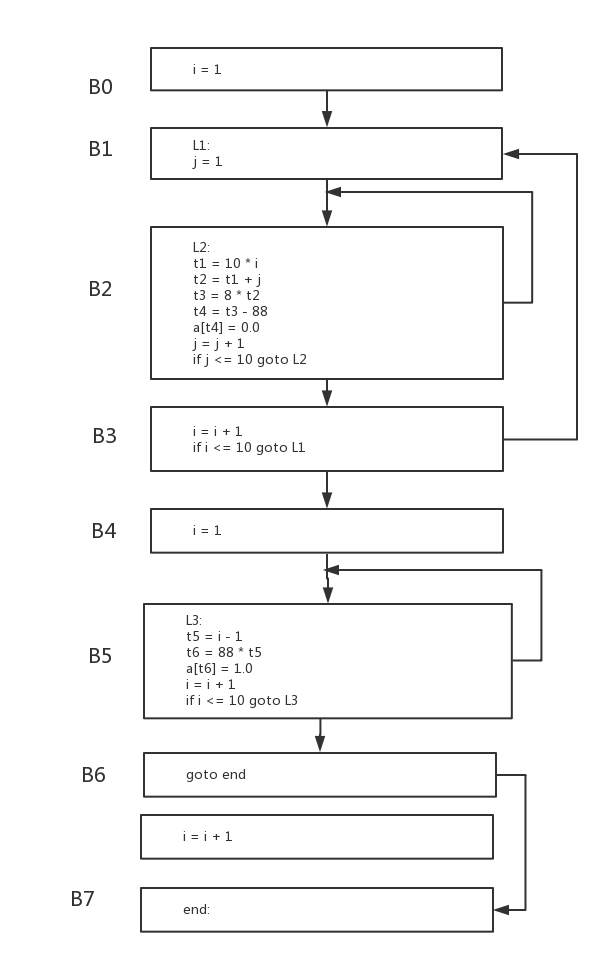 B0
i = 1
B1
L1:
j = 1
B2
L2:
t1 = 10 * i
t2 = t1 + j
t3 = 8 * t2
t4 = t3 - 88
a[t4] = 0.0
j = j + 1
if j <= 10 goto L2
B3
i = i + 1
if i <= 10 goto L1
B4
i = 1
B5
L3:
t5 = i - 1
t6 = 88 * t5
a[t6] = 1.0
i = i + 1
if i <= 10 goto L3
B6
goto end
i = i + 1
B7
end: